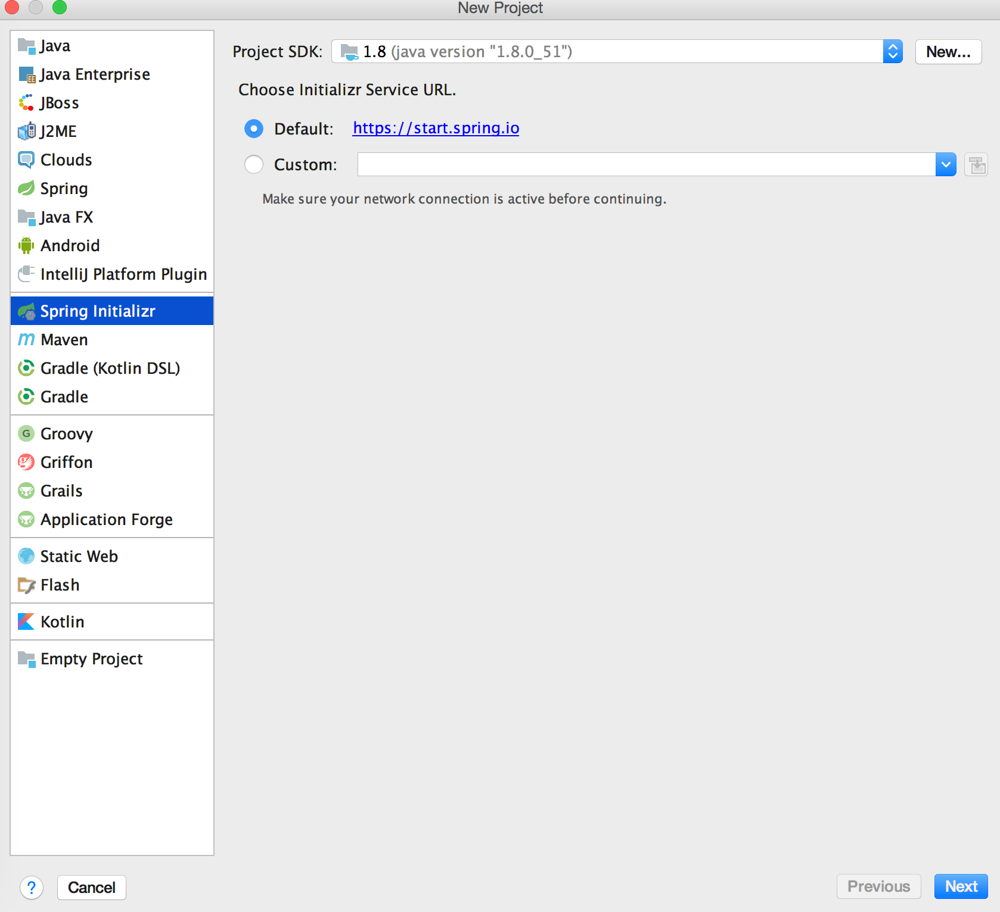 New Project
Java
Java Enterprise
JBoss
J2ME
Clouds
Spring
Java FX
Android
IntelliJ Platform Plugin
Spring Initializr
Maven
Gradle (Kotlin DSL)
Gradle
Groovy
Griffon
Grails
Application Forge
Static Web
Flash
Kotlin
Empty Project
Project SDK: 1.8 (java version "1.8.0_51") New...
Choose Initializr Service URL.
Default: https://start.spring.io
Custom:
Make sure your network connection is active before continuing.
? Cancel Previous Next